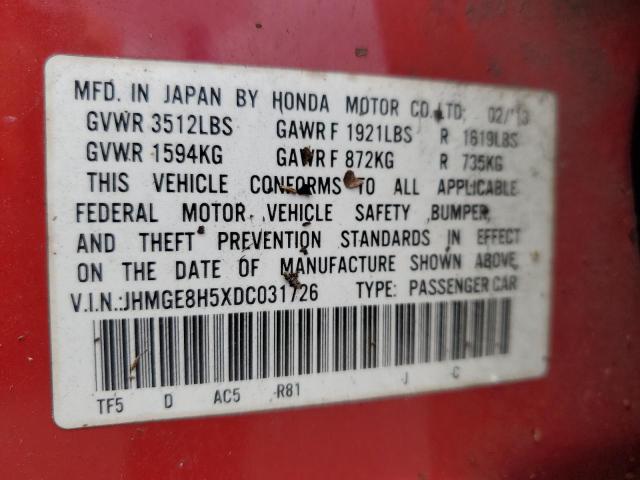 MFD. IN JAPAN BY HONDA MOTOR CO.,LTD. 02/13
GVWR 3512LBS GAWR F 1921LBS R 1619LBS
GVWR 1594KG GAWR F 872KG R 735KG
THIS VEHICLE CONFORMS TO ALL APPLICABLE
FEDERAL MOTOR VEHICLE SAFETY, BUMPER,
AND THEFT PREVENTION STANDARDS IN EFFECT
ON THE DATE OF MANUFACTURE SHOWN ABOVE.
V.I.N.:JHMGE8H5XDC031726 TYPE: PASSENGER CAR
TF5 D AC5 R81 J C